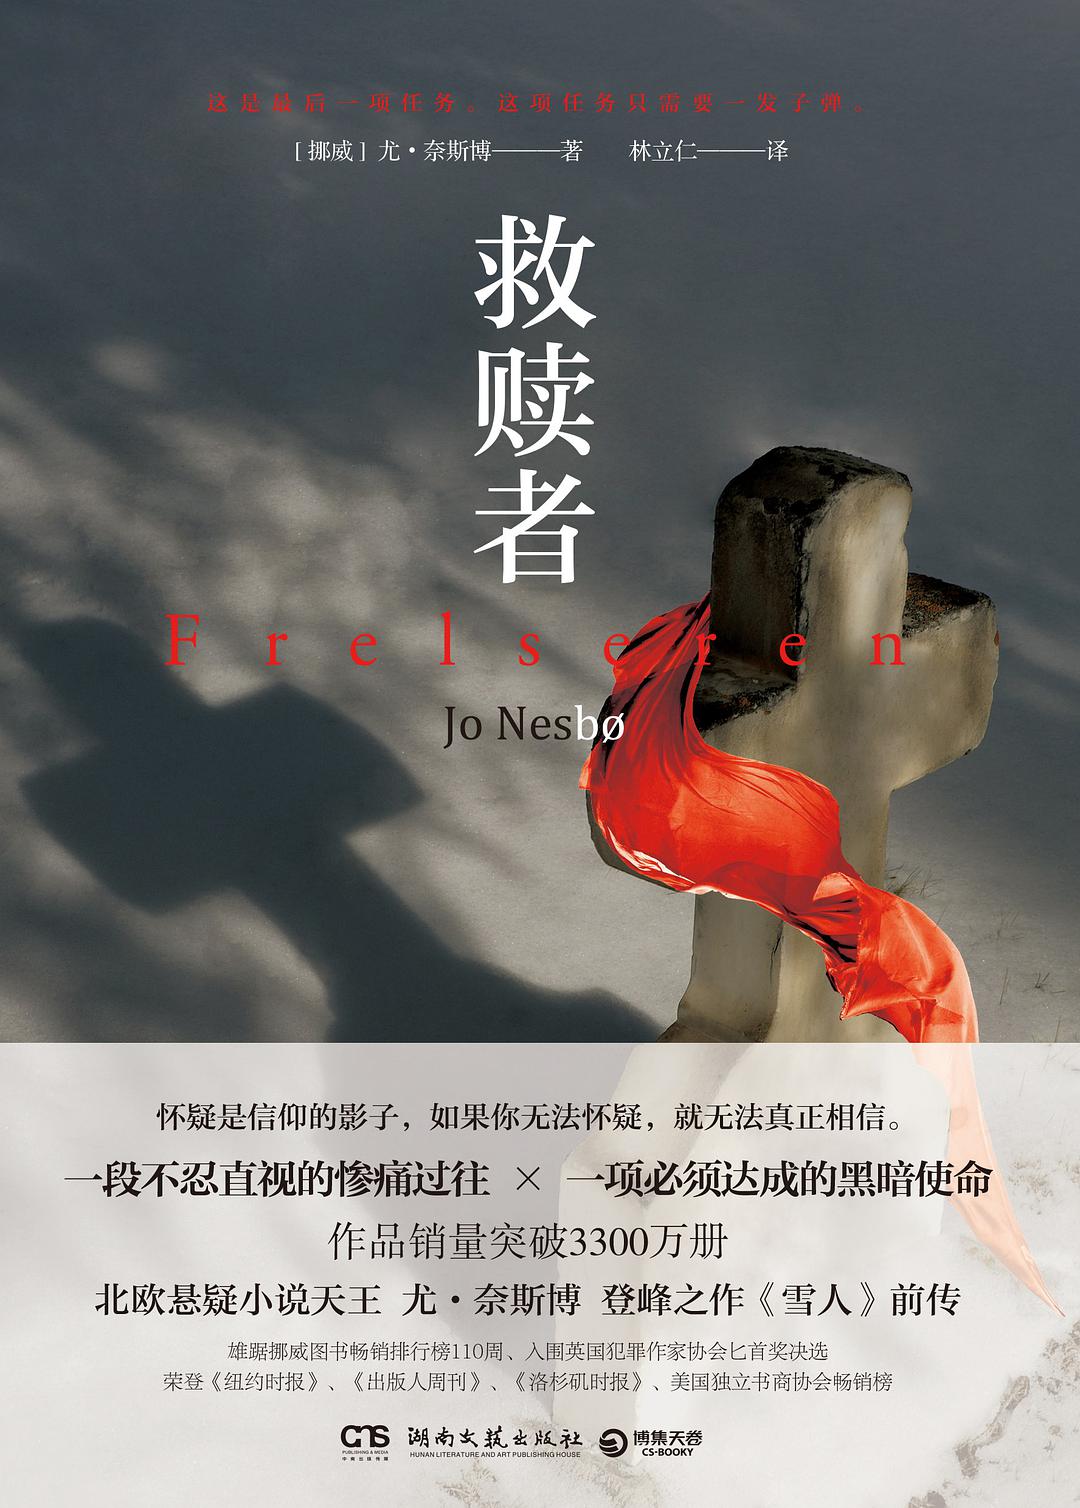 这是最后一项任务。这项任务只需要一发子弹。
[挪威] 尤·奈斯博———著 林立仁———译
救赎者
Frelseren
Jo Nesbø
怀疑是信仰的影子，如果你无法怀疑，就无法真正相信。
一段不忍直视的惨痛过往 × 一项必须达成的黑暗使命
作品销量突破3300万册
北欧悬疑小说天王 尤·奈斯博 登峰之作《雪人》前传
雄踞挪威图书畅销排行榜110周、入围英国犯罪作家协会匕首奖决选
荣登《纽约时报》、《出版人周刊》、《洛杉矶时报》、美国独立书商协会畅销榜
CNS 湖南文艺出版社 博集天卷
PUBLISHING & MEDIA HUNAN LITERATURE AND ART PUBLISHING HOUSE CS-BOOKY
中南出版传媒